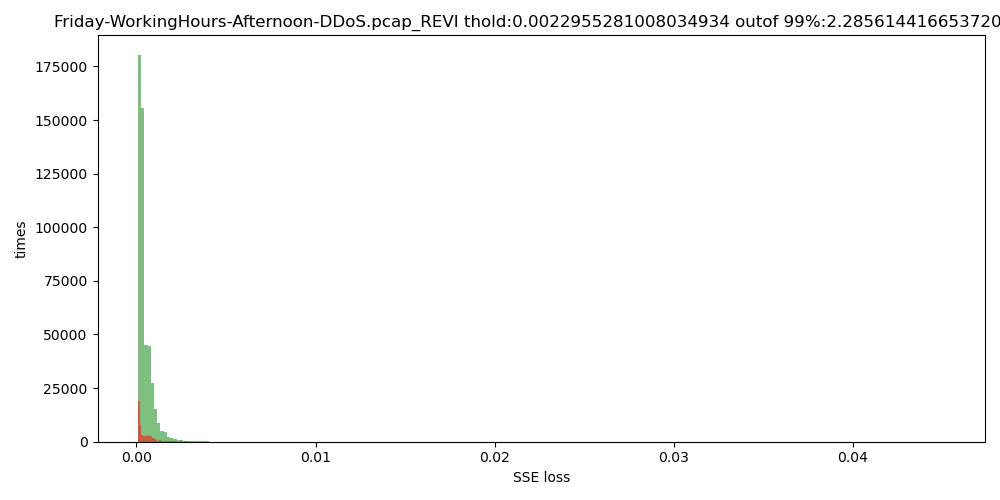 Friday-WorkingHours-Afternoon-DDoS.pcap_REVI thold:0.0022955281008034934 outof 99%:2.285614416653720
175000
150000
125000
100000
75000
50000
25000
0
times
0.00 0.01 0.02 0.03 0.04
SSE loss